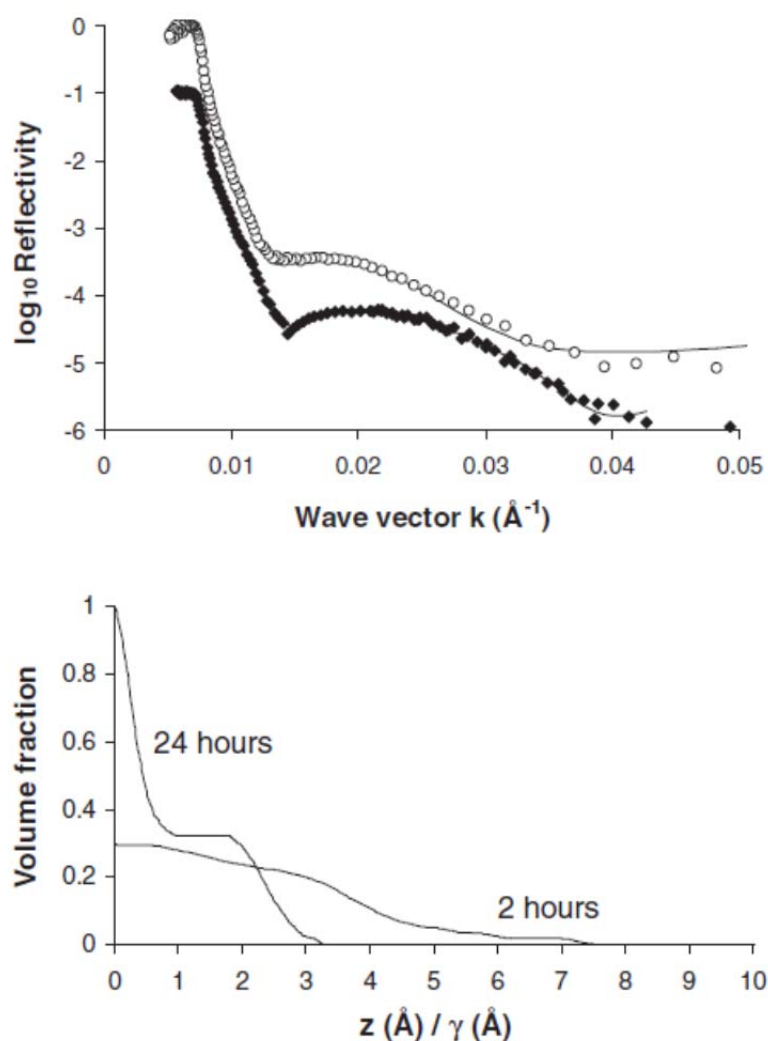 0
-1
-2
-3
-4
-5
-6
log10 Reflectivity
0 0.01 0.02 0.03 0.04 0.05
Wave vector k (Å-1)
1
0.8
0.6
0.4
0.2
0
Volume fraction
24 hours
2 hours
0 1 2 3 4 5 6 7 8 9 10
z (Å) / γ (Å)